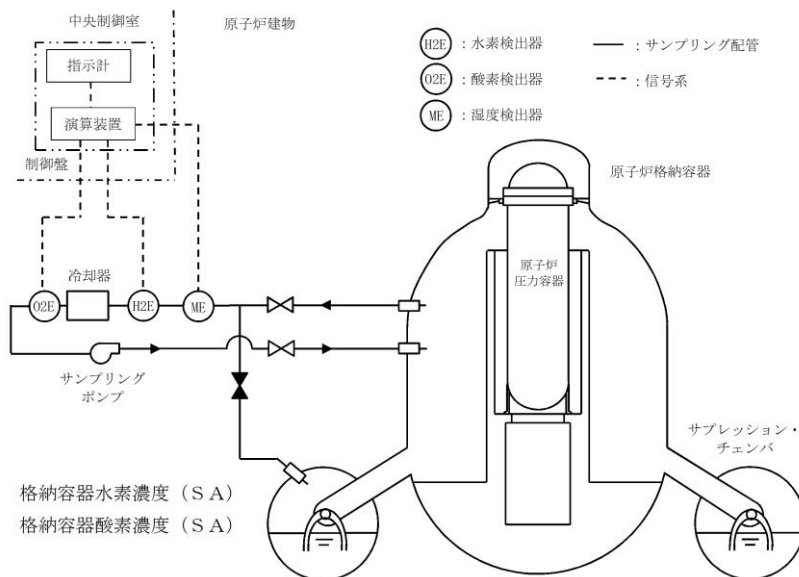 中央制御室
原子炉建物
指示計
演算装置
制御盤
H2E ：水素検出器
O2E ：酸素検出器
ME ：湿度検出器
：サンプリング配管
：信号系
原子炉格納容器
原子炉
圧力容器
冷却器
O2E
H2E
ME
サンプリング
ポンプ
サプレッション・
チェンバ
格納容器水素濃度（ＳＡ）
格納容器酸素濃度（ＳＡ）